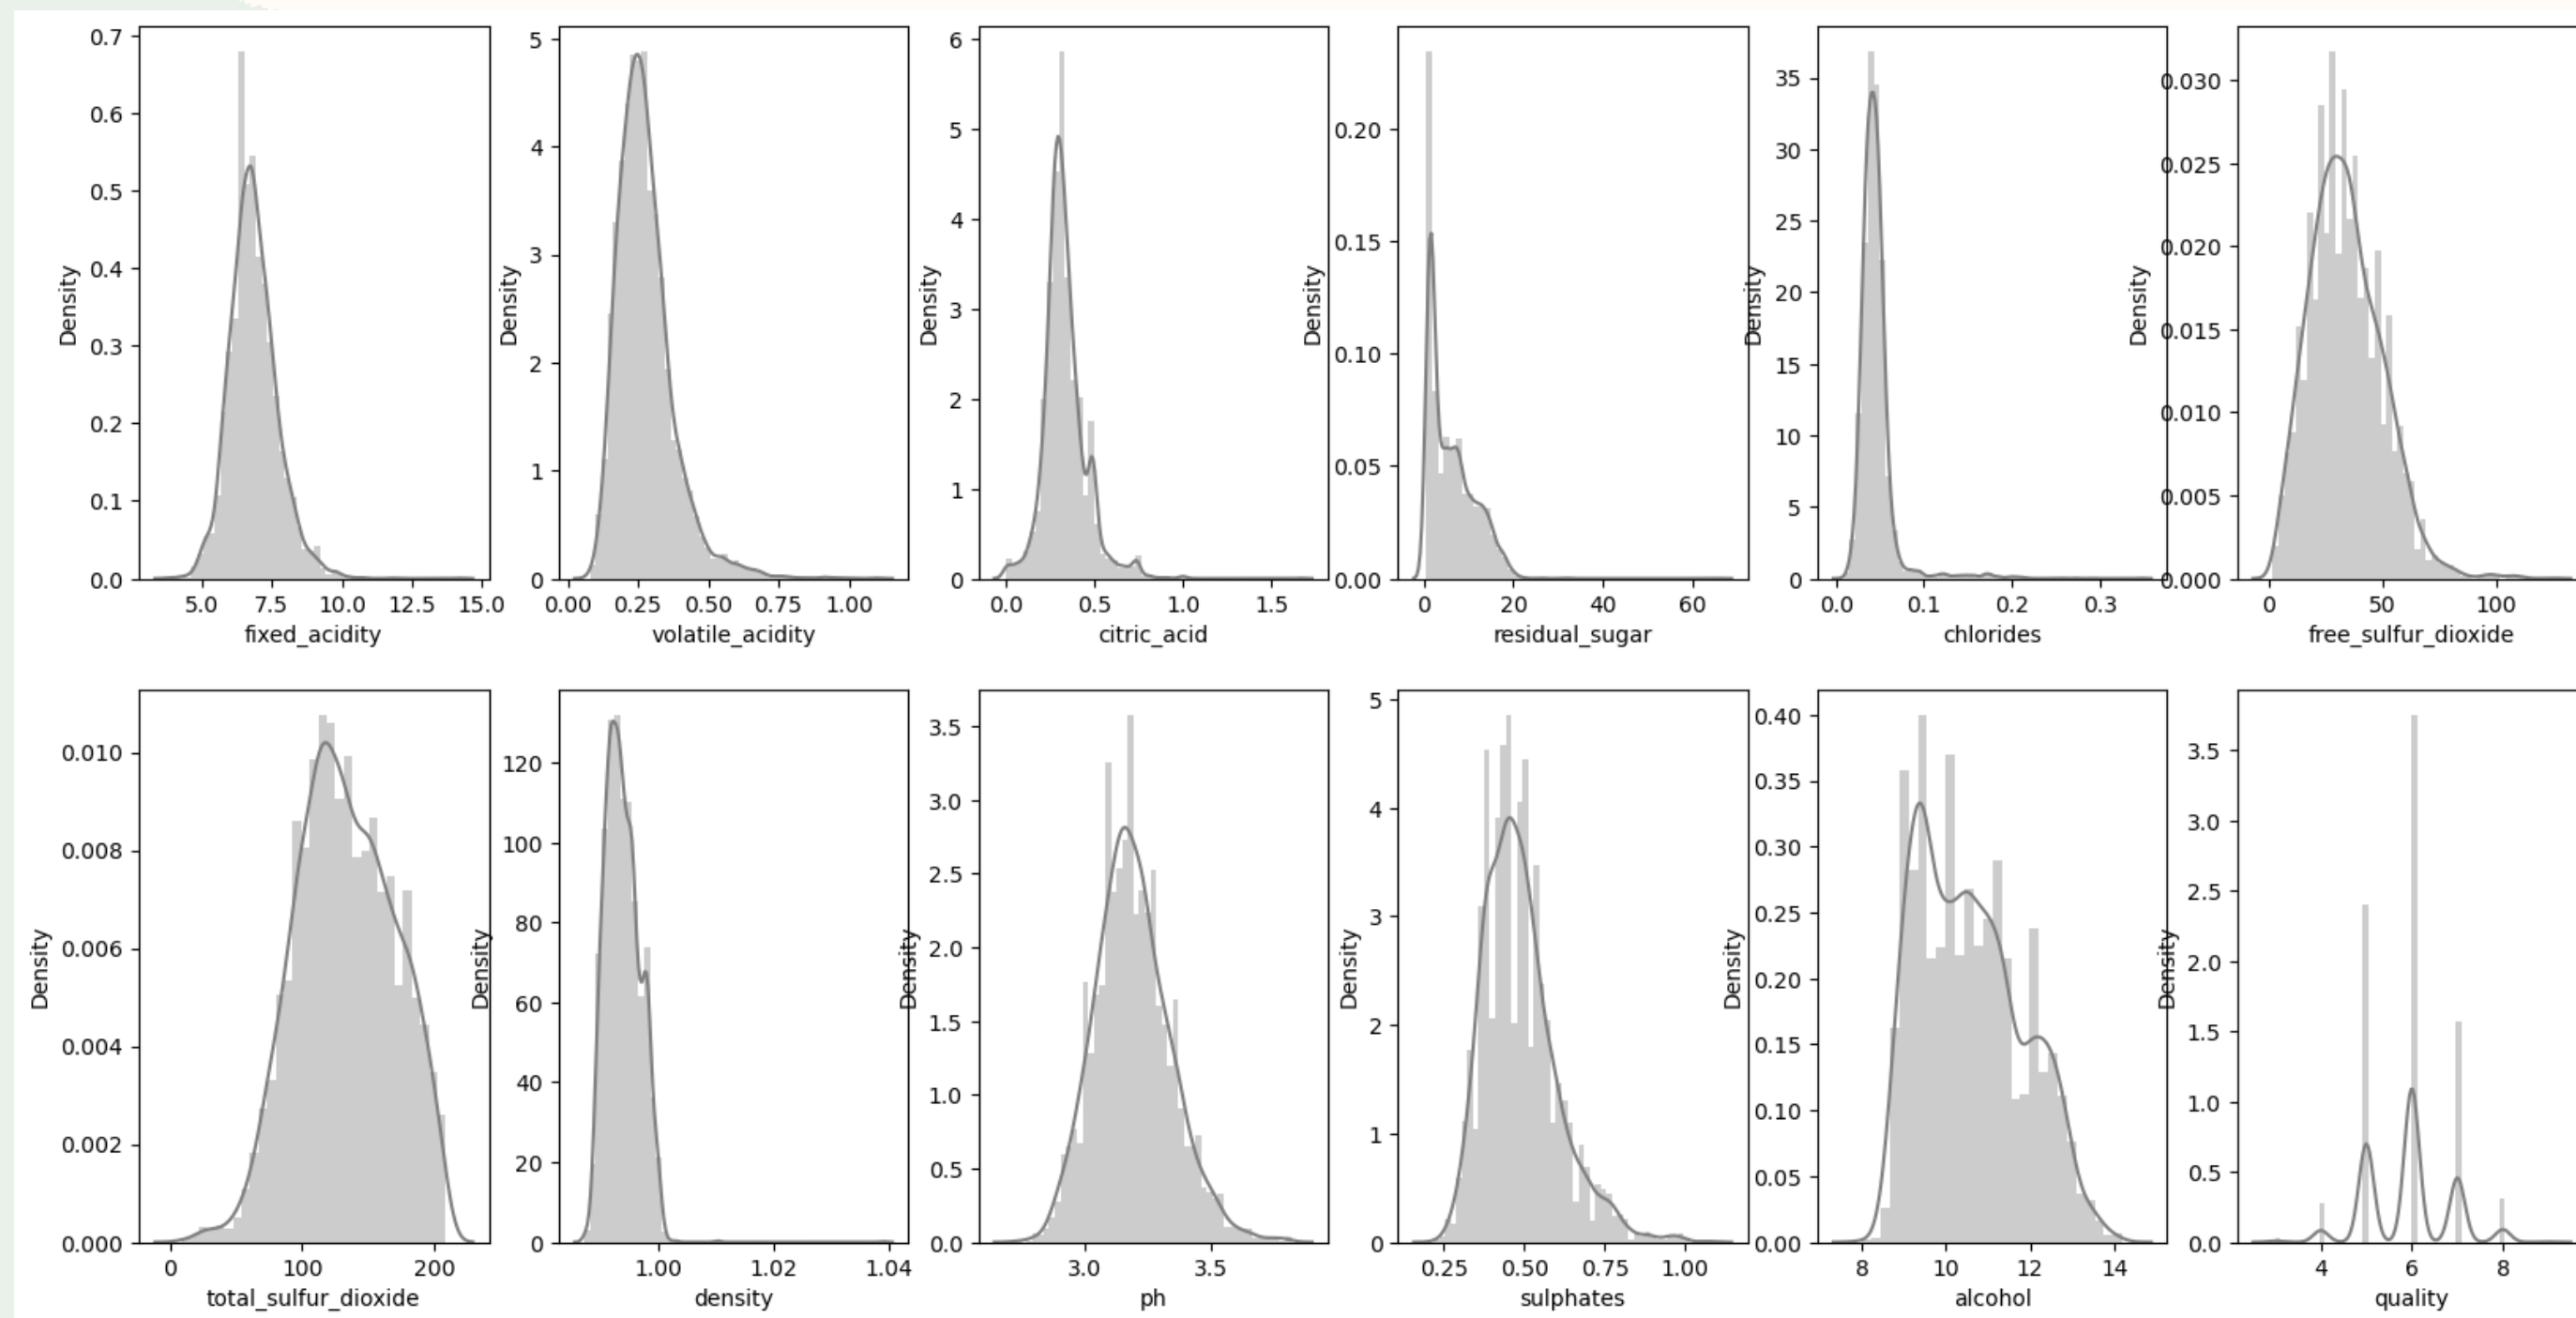 0.7
0.6
0.5
0.4
0.3
0.2
0.1
0.0
Density
5.0 7.5 10.0 12.5 15.0
fixed_acidity
5
4
3
2
1
0
Density
0.00 0.25 0.50 0.75 1.00
volatile_acidity
6
5
4
3
2
1
0
Density
0.0 0.5 1.0 1.5
citric_acid
0.20
0.15
0.10
0.05
0.00
Density
0 20 40 60
residual_sugar
35
30
25
20
15
10
5
0
Density
0.0 0.1 0.2 0.3
chlorides
0.030
0.025
0.020
0.015
0.010
0.005
0.000
Density
0 50 100
free_sulfur_dioxide
0.010
0.008
0.006
0.004
0.002
0.000
Density
0 100 200
total_sulfur_dioxide
120
100
80
60
40
20
0
Density
1.00 1.02 1.04
density
3.5
3.0
2.5
2.0
1.5
1.0
0.5
0.0
Density
3.0 3.5
ph
5
4
3
2
1
0
Density
0.25 0.50 0.75 1.00
sulphates
0.40
0.35
0.30
0.25
0.20
0.15
0.10
0.05
0.00
Density
8 10 12 14
alcohol
3.5
3.0
2.5
2.0
1.5
1.0
0.5
0.0
Density
4 6 8
quality